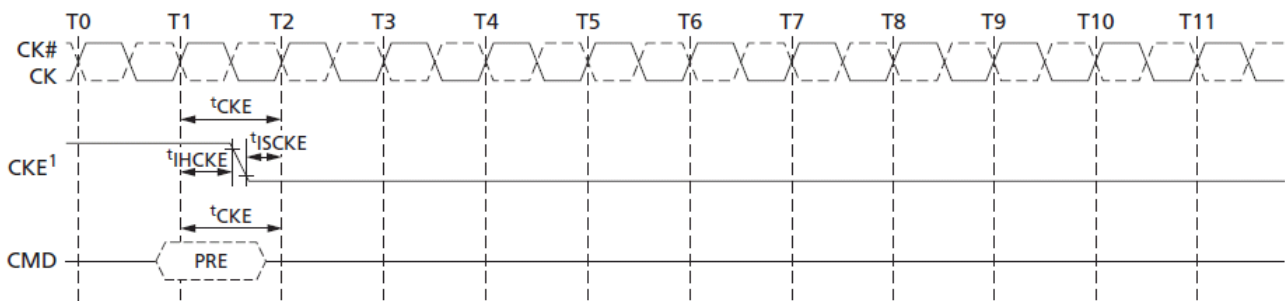 T0 T1 T2 T3 T4 T5 T6 T7 T8 T9 T10 T11
CK#
CK
tCKE
tISCKE
tIHCKE
CKE1
tCKE
CMD PRE